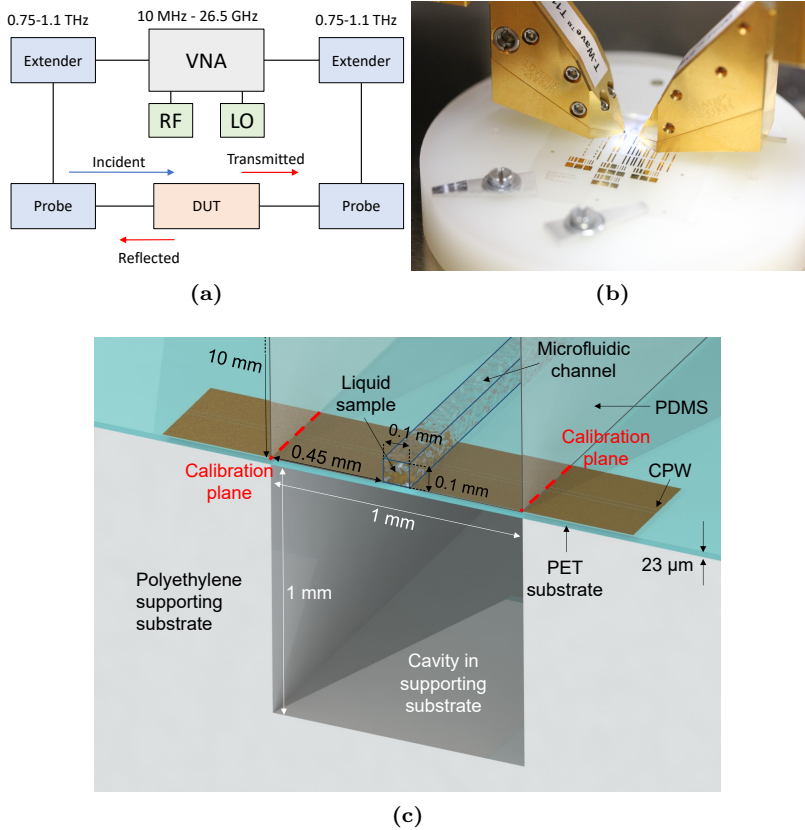 0.75-1.1 THz
10 MHz - 26.5 GHz
0.75-1.1 THz
Extender
VNA
Extender
RF
LO
Incident
Transmitted
Probe
DUT
Probe
Reflected
T-Wave™
(a)
(b)
10 mm
Microfluidic
channel
Liquid
sample
0.1 mm
PDMS
Calibration
plane
0.45 mm
Calibration
plane
0.1 mm
CPW
1 mm
PET
substrate
23 µm
Polyethylene
supporting
substrate
1 mm
Cavity in
supporting
substrate
(c)